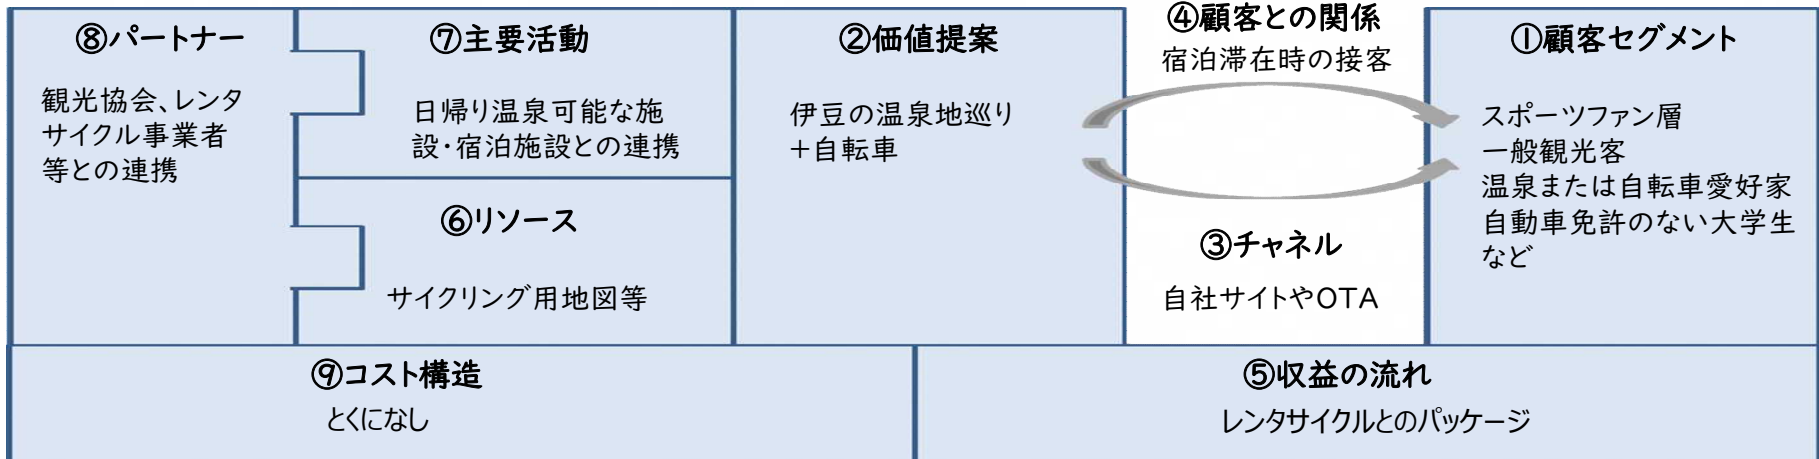 ⑧パートナー
観光協会、レンタ
サイクル事業者
等との連携
⑦主要活動
日帰り温泉可能な施
設・宿泊施設との連携
⑥リソース
サイクリング用地図等
②価値提案
伊豆の温泉地巡り
＋自転車
④顧客との関係
宿泊滞在時の接客
③チャネル
自社サイトやOTA
①顧客セグメント
スポーツファン層
一般観光客
温泉または自転車愛好家
自動車免許のない大学生
など
⑨コスト構造
とくになし
⑤収益の流れ
レンタサイクルとのパッケージ